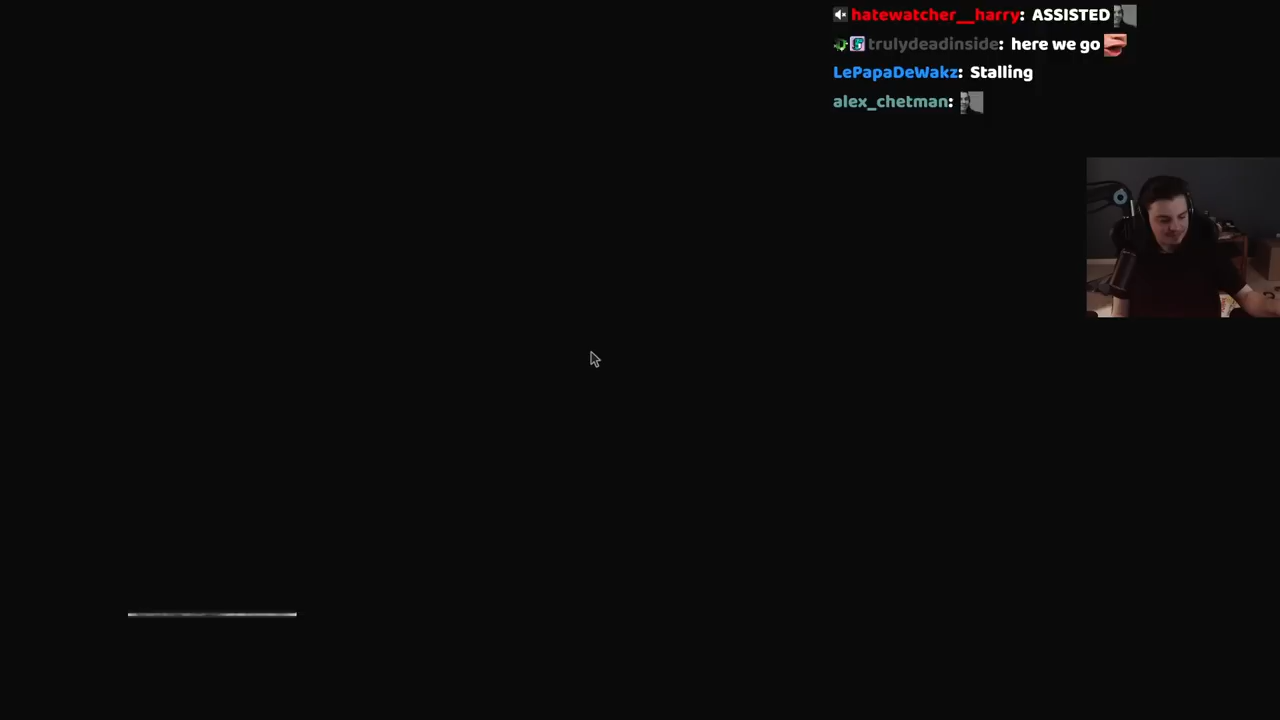 hatewatcher__harry: ASSISTED
trulydeadinside: here we go
LePapaDeWakz: Stalling
alex_chetman: